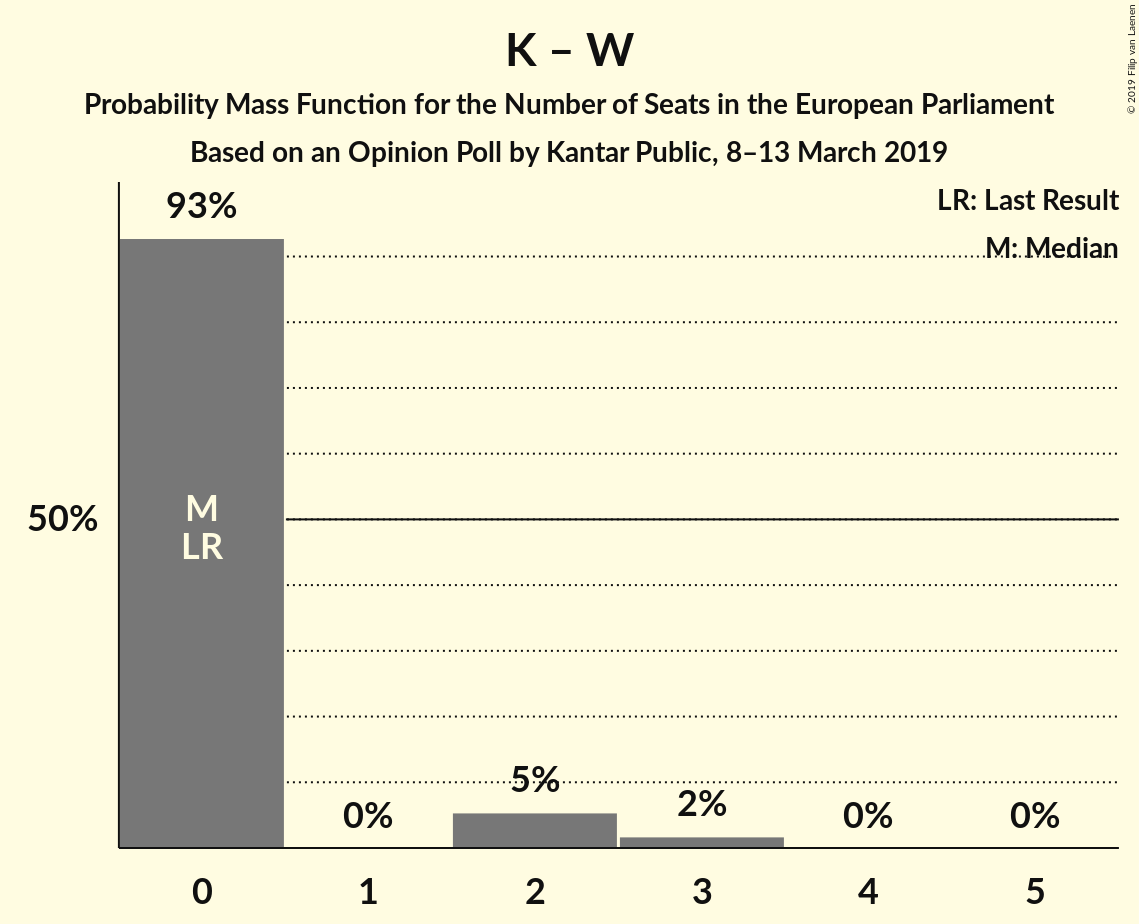 K – W
Probability Mass Function for the Number of Seats in the European Parliament
Based on an Opinion Poll by Kantar Public, 8–13 March 2019
© 2019 Filip van Laenen
LR: Last Result
M: Median
93%
M
LR
50%
0%
5%
2%
0%
0%
0 1 2 3 4 5